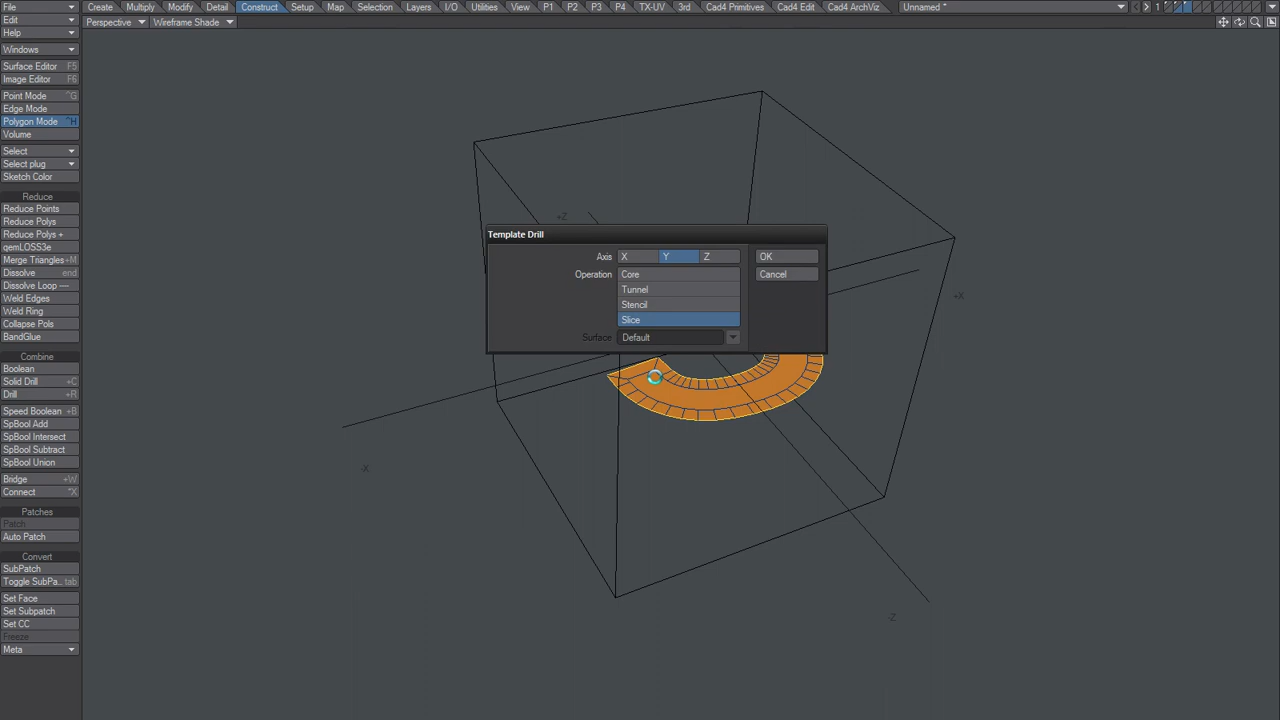 File Create Multiply Modify Detail Construct Setup Map Selection Layers I/O Utilities View P1 P2 P3 P4 TX-UV 3rd Cad4 Primitives Cad4 Edit Cad4 ArchViz Unnamed * 1
Edit Perspective Wireframe Shade
Help
Windows
Surface Editor F5
Image Editor F6
Point Mode ^G
Edge Mode
Polygon Mode ^H
Volume
Select
Select plug
Sketch Color
Reduce
Reduce Points
Reduce Polys
Reduce Polys +
qemLOSS3e
Merge Triangles +M
Dissolve +D
Dissolve Loop —
Weld Edges
Weld Ring
Collapse Pols
BandGlue
Combine
Boolean
Solid Drill +C
Drill +R
Speed Boolean +B
SpBool Add
SpBool Intersect
SpBool Subtract
SpBool Union
Bridge +W
Connect ^X
Patches
Patch
Auto Patch
Convert
SubPatch
Toggle SubPa... tab
Set Face
Set Subpatch
Set CC
Freeze
Meta
+Z
Template Drill
Axis X Y Z OK
Operation Core Cancel
Tunnel
Stencil
Slice
Surface Default
+X
-X
-Z